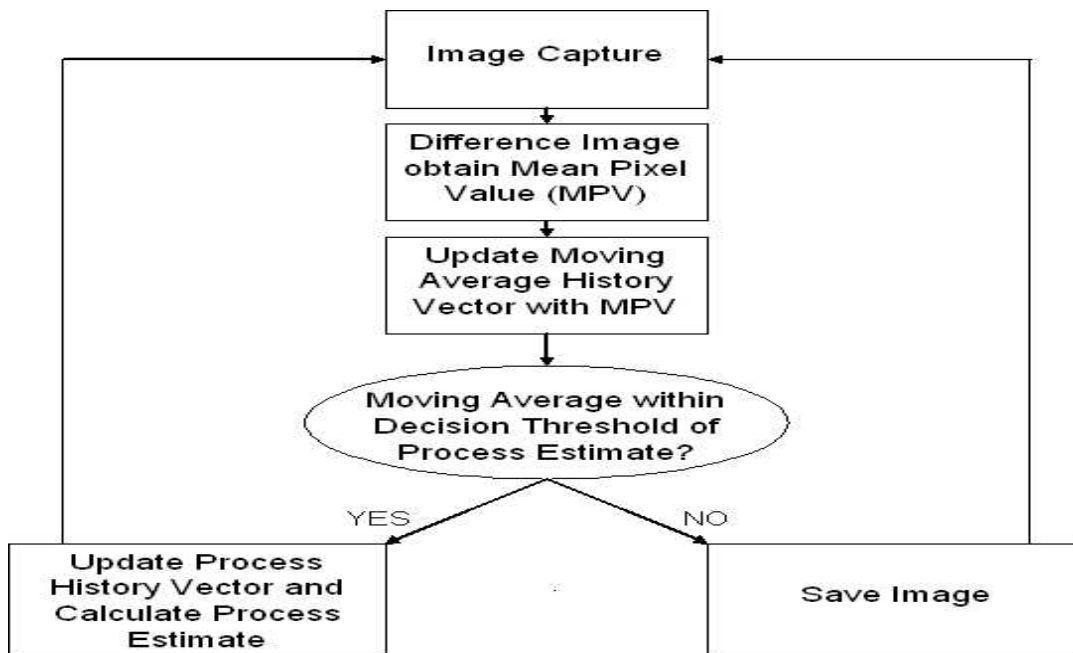 Image Capture
Difference Image
obtain Mean Pixel
Value (MPV)
Update Moving
Average History
Vector with MPV
Moving Average within
Decision Threshold of
Process Estimate?
YES
NO
Update Process
History Vector and
Calculate Process
Estimate
Save Image